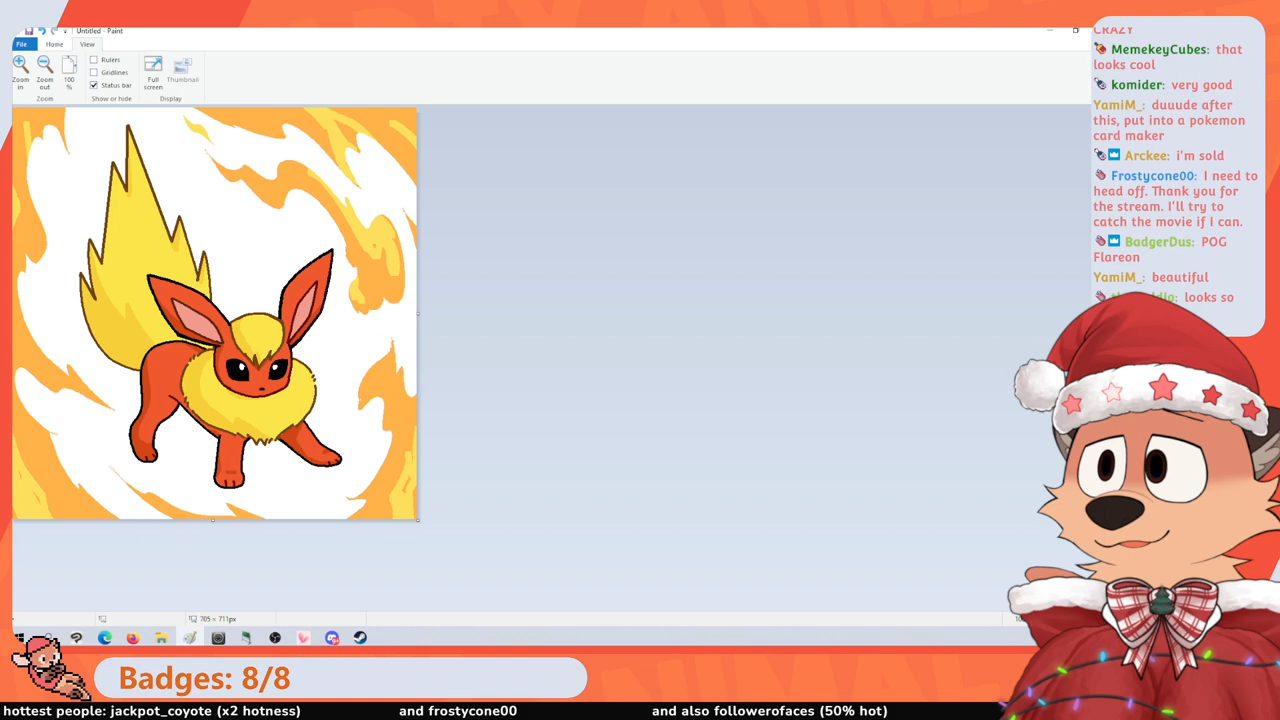 Untitled - Paint
File Home View
Rulers
Gridlines
Status bar
Zoom in
Zoom out
100 %
Full screen
Thumbnail
Zoom
Show or hide
Display
705 × 711px
CRAZY
MemekeyCubes: that
looks cool
komider: very good
YamiM_: duuude after
this, put into a pokemon
card maker
Arckee: i'm sold
Frostycone00: I need to
head off. Thank you for
the stream. I'll try to
catch the movie if I can.
BadgerDus: POG
Flareon
YamiM_: beautiful
looks so
Badges: 8/8
hottest people: jackpot_coyote (x2 hotness) and frostycone00 and also followerofaces (50% hot)